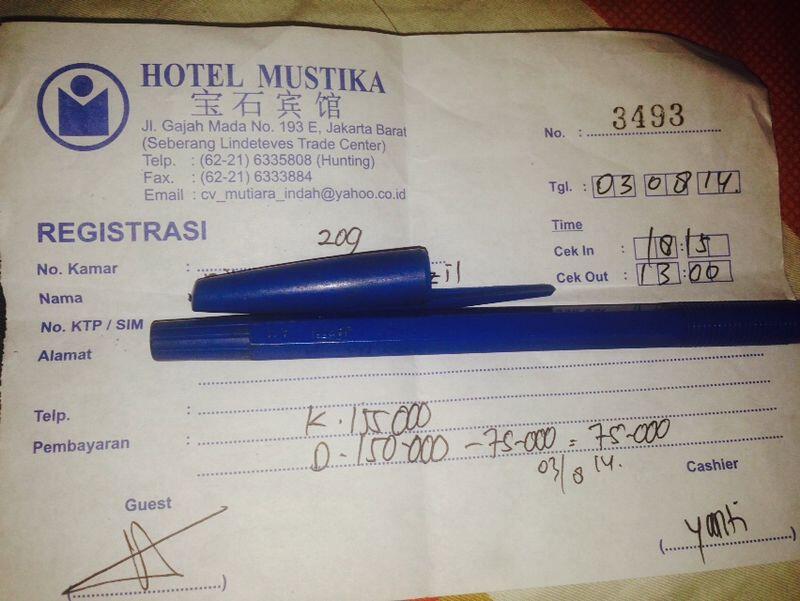 HOTEL MUSTIKA
宝石宾馆
Jl. Gajah Mada No. 193 E, Jakarta Barat
(Seberang Lindeteves Trade Center)
Telp. : (62-21) 6335808 (Hunting)
Fax. : (62-21) 6333884
Email : cv_mutiara_indah@yahoo.co.id
No. : 3493
Tgl. : 03 08 14.
REGISTRASI
Time
Cek In : 18:15
Cek Out : 13:00
No. Kamar : 209
Nama
No. KTP / SIM
Alamat
Telp. :
K. 155.000
Pembayaran : D. 150.000 - 75.000 = 75.000
03/8 14.
Guest
Cashier
(....................)
(yanti)